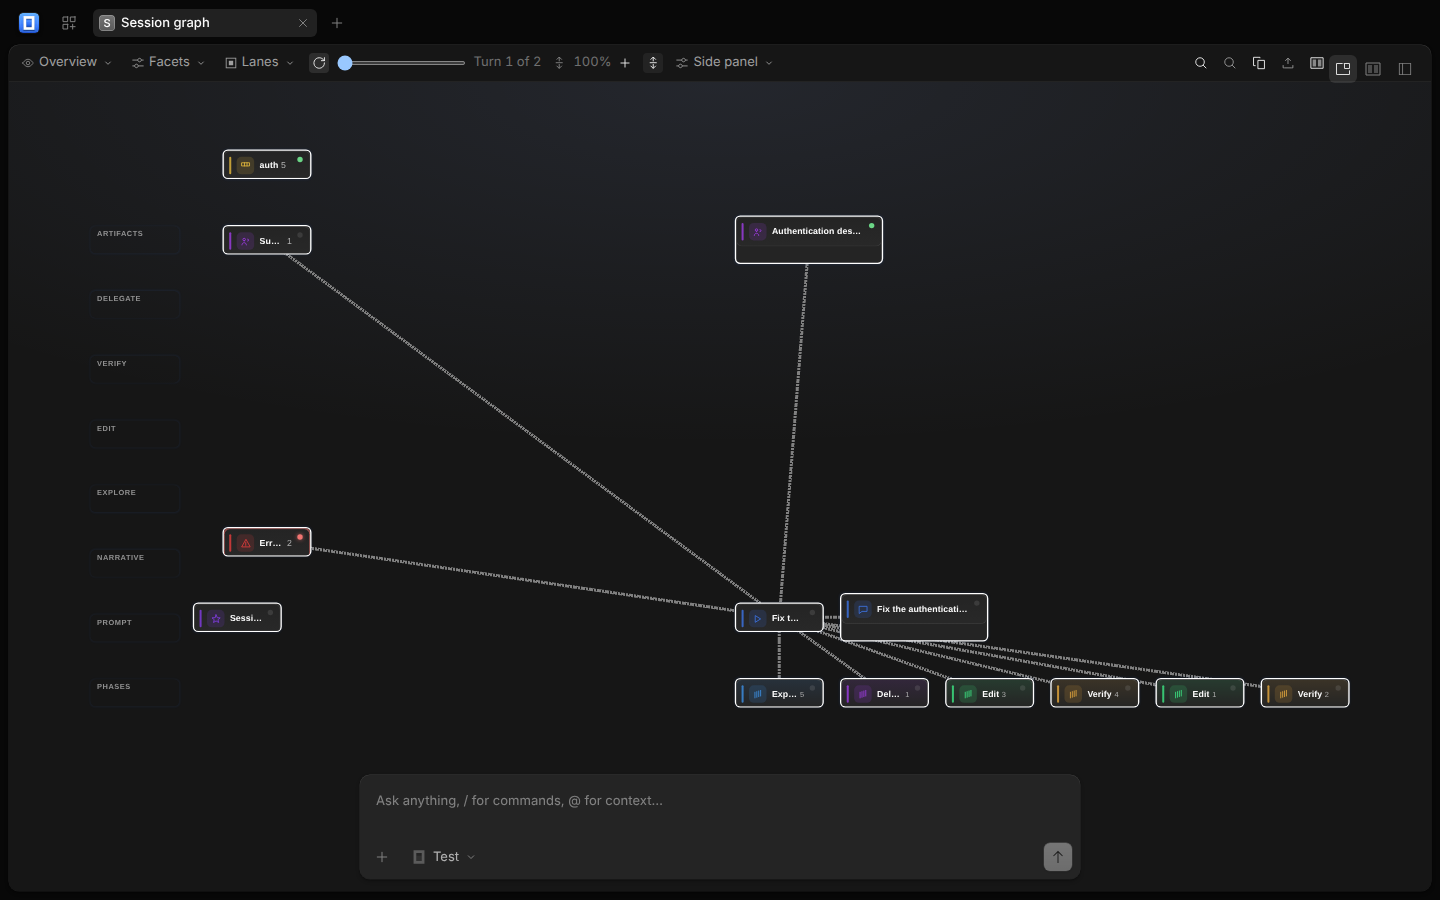 S Session graph
Overview Facets Lanes Turn 1 of 2 100% Side panel
auth 5
ARTIFACTS
Su... 1
Authentication des...
DELEGATE
VERIFY
EDIT
EXPLORE
Err... 2
NARRATIVE
Sessi...
Fix t...
Fix the authenticati...
PROMPT
PHASES
Exp... 5
Del... 1
Edit 3
Verify 4
Edit 1
Verify 2
Ask anything, / for commands, @ for context...
Test